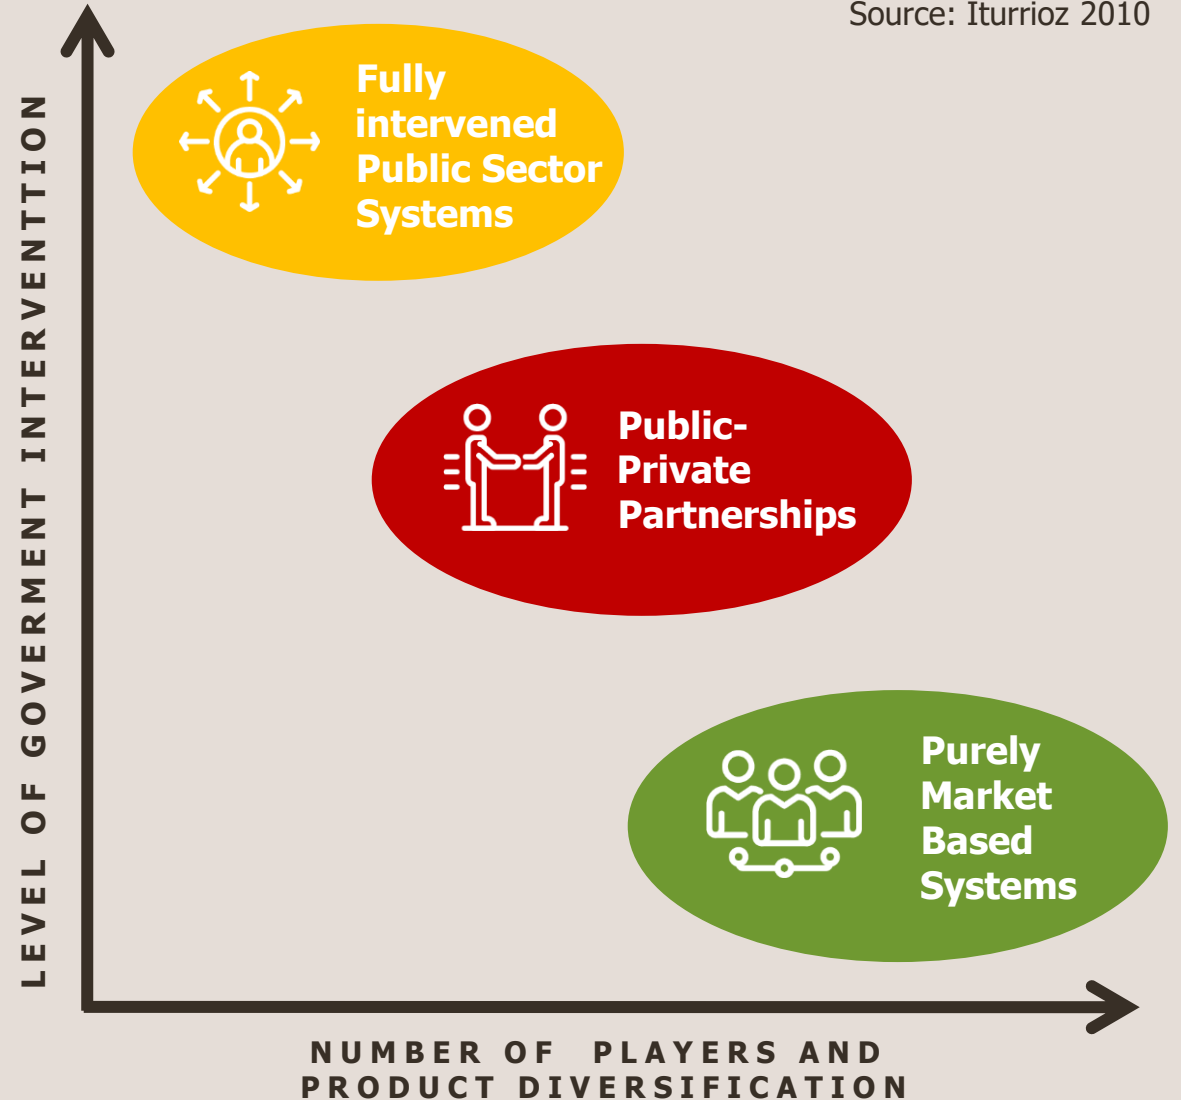 Source: Iturrioz 2010
Fully
intervened
Public Sector
Systems
Public-
Private
Partnerships
Purely
Market
Based
Systems
LEVEL OF GOVERMENT INTERVENTTION
NUMBER OF PLAYERS AND
PRODUCT DIVERSIFICATION